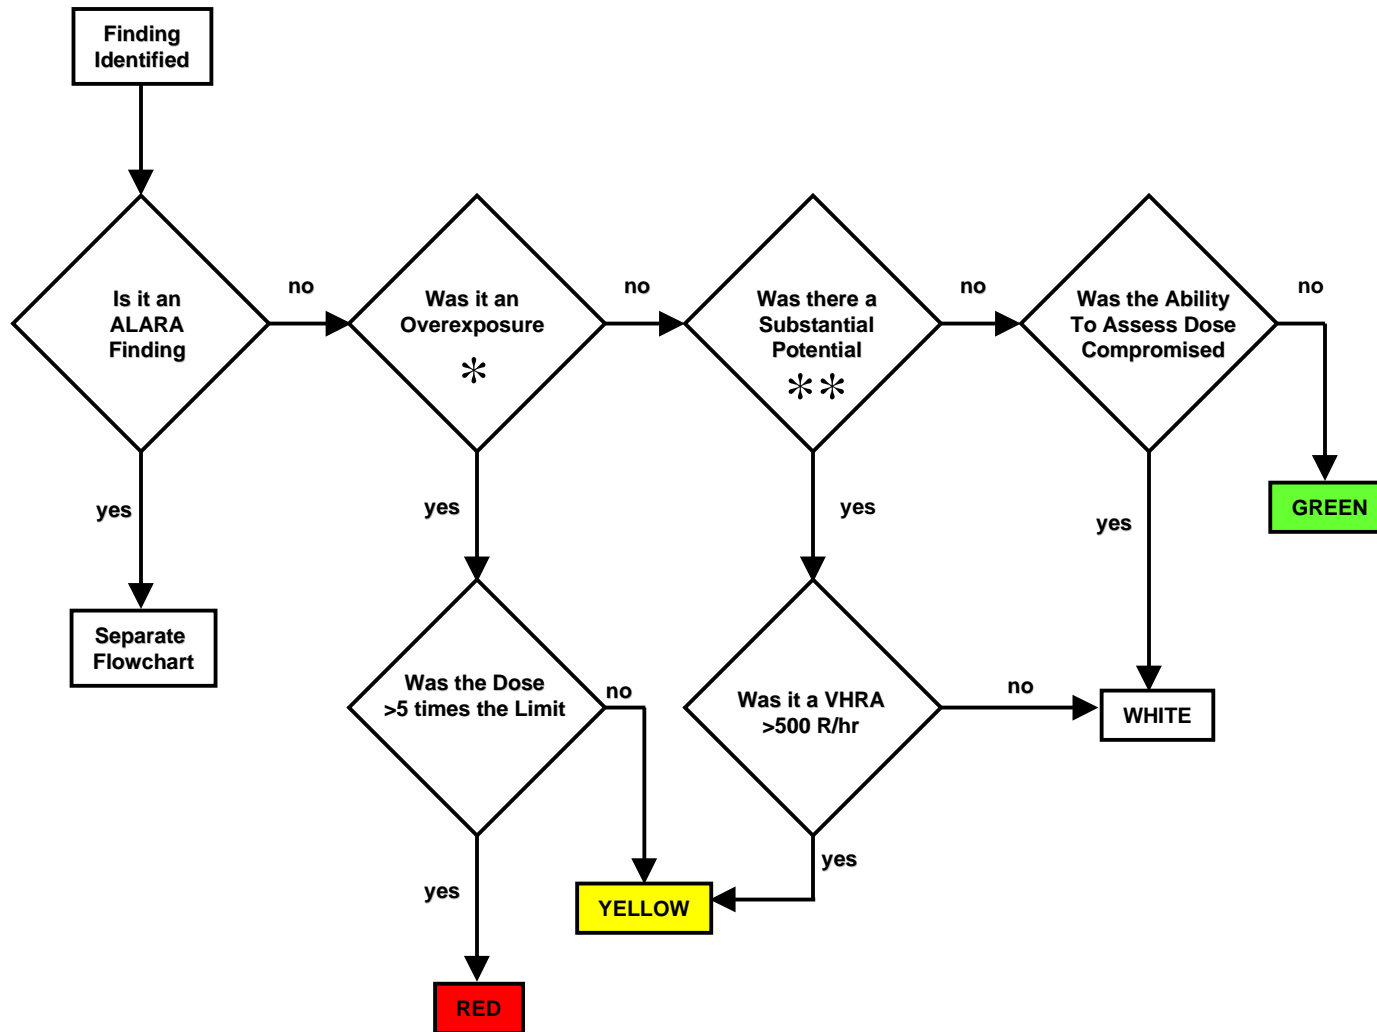 Finding
Identified
Is it an
ALARA
Finding
no
Was it an
Overexposure
*
no
Was there a
Substantial
Potential
**
no
Was the Ability
To Assess Dose
Compromised
no
yes
yes
yes
yes
GREEN
Separate
Flowchart
Was the Dose
>5 times the Limit
no
Was it a VHRA
>500 R/hr
no
WHITE
yes
yes
YELLOW
RED